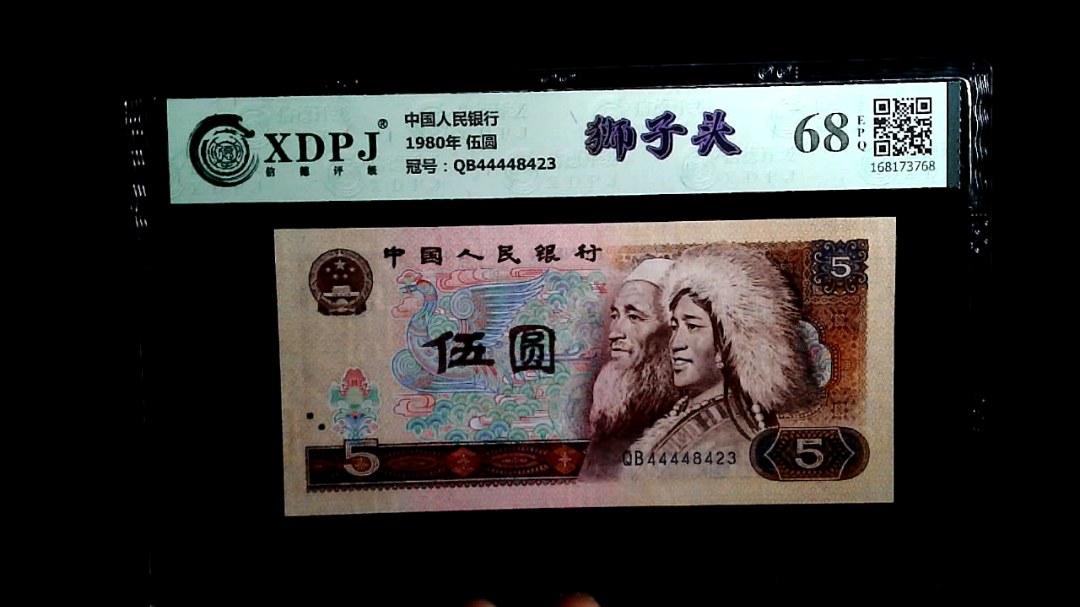 XDPJ®
信德评级
中国人民银行
1980年 伍圆
冠号：QB44448423
狮子头
68
EPQ
168173768
中国人民银行
5
伍圆
5
QB44448423
5